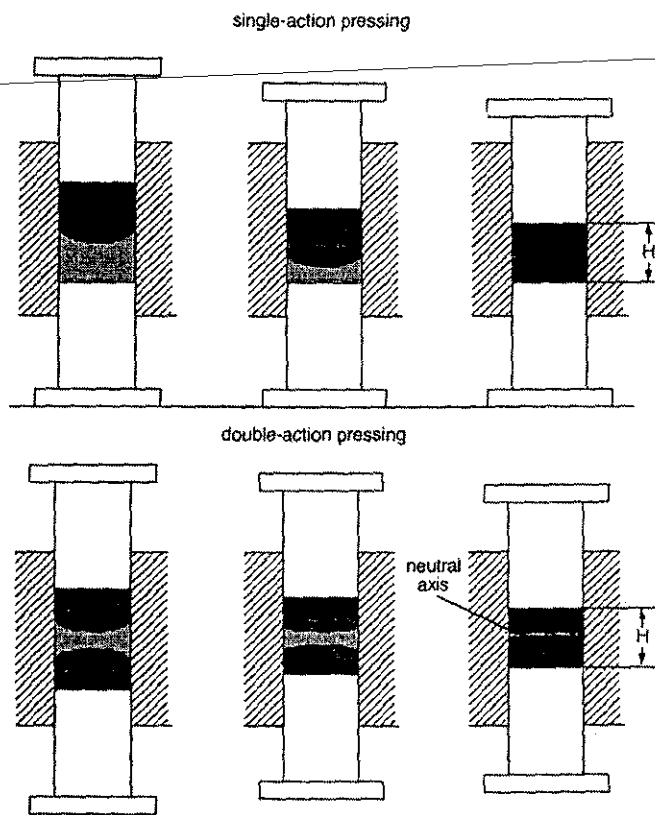 single-action pressing
H
double-action pressing
neutral
axis
H